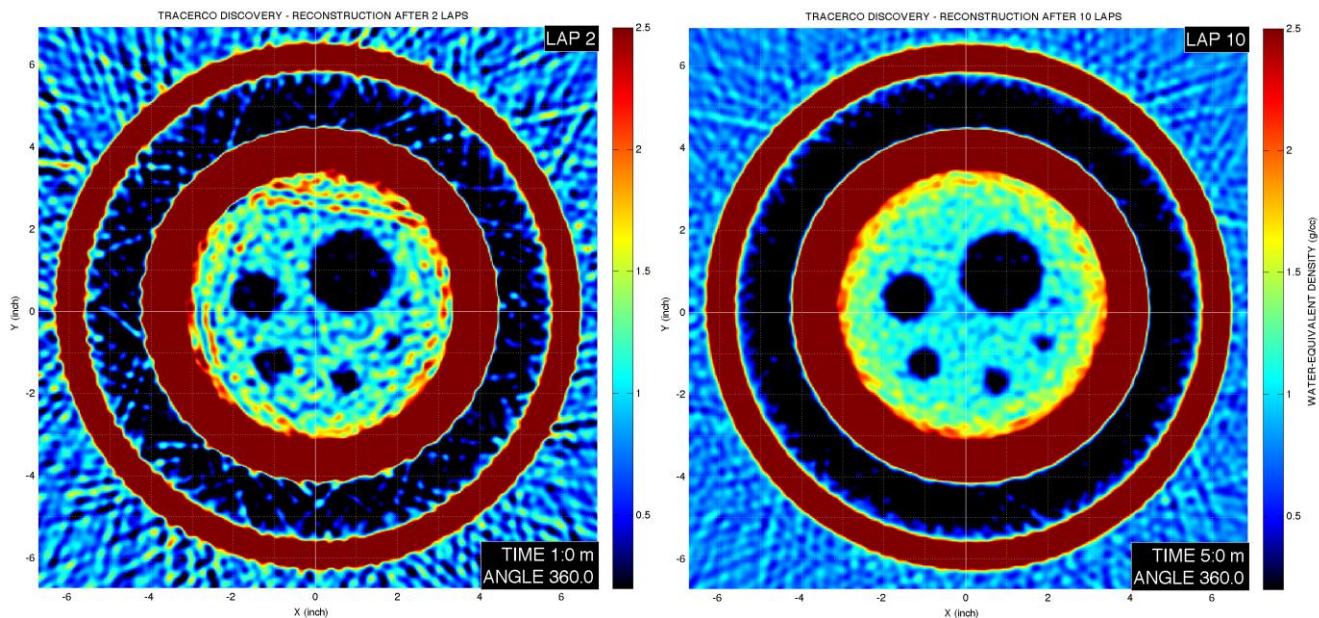 TRACERCO DISCOVERY - RECONSTRUCTION AFTER 2 LAPS
LAP 2
6
4
2
0
-2
-4
-6
Y (inch)
TIME 1:0 m
ANGLE 360.0
-6 -4 -2 0 2 4 6
X (inch)
2.5
2
1.5
1
0.5
TRACERCO DISCOVERY - RECONSTRUCTION AFTER 10 LAPS
LAP 10
6
4
2
0
-2
-4
-6
Y (inch)
TIME 5:0 m
ANGLE 360.0
-6 -4 -2 0 2 4 6
X (inch)
2.5
2
1.5
1
0.5
WATER-EQUIVALENT DENSITY (g/cc)